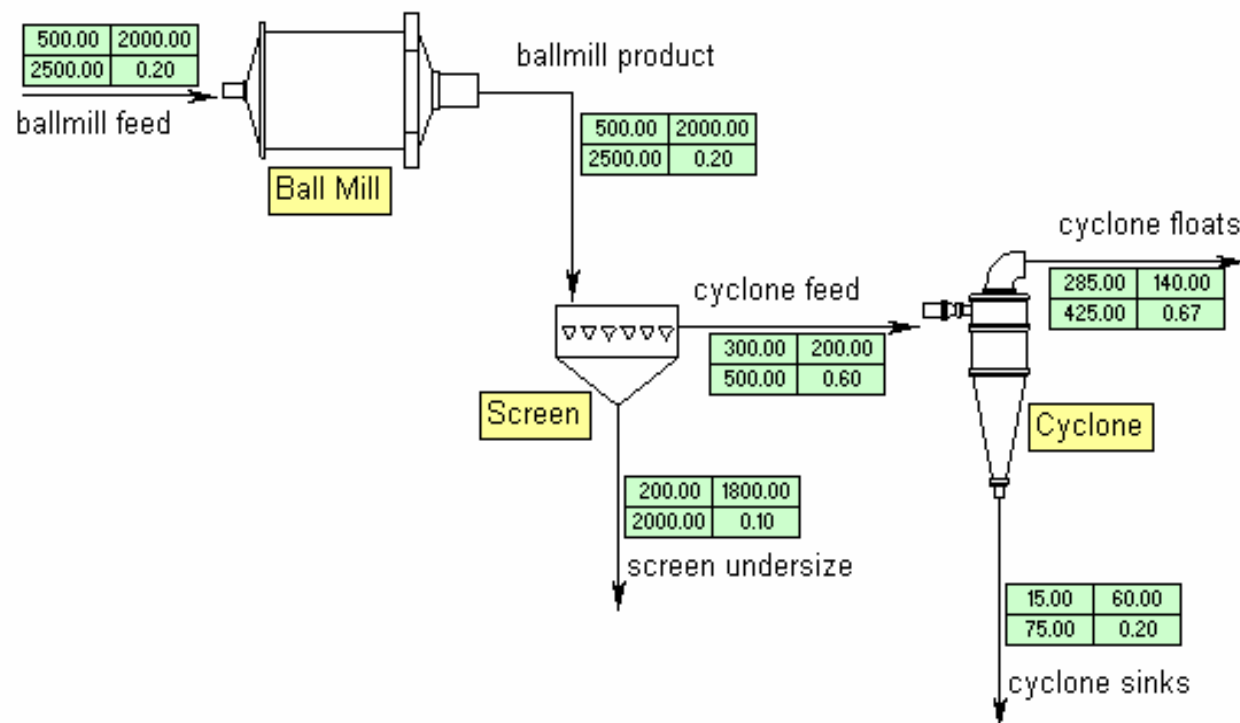 500.00 2000.00
2500.00 0.20
ballmill feed
Ball Mill
ballmill product
500.00 2000.00
2500.00 0.20
cyclone floats
285.00 140.00
425.00 0.67
cyclone feed
300.00 200.00
500.00 0.60
Screen
Cyclone
200.00 1800.00
2000.00 0.10
screen undersize
15.00 60.00
75.00 0.20
cyclone sinks